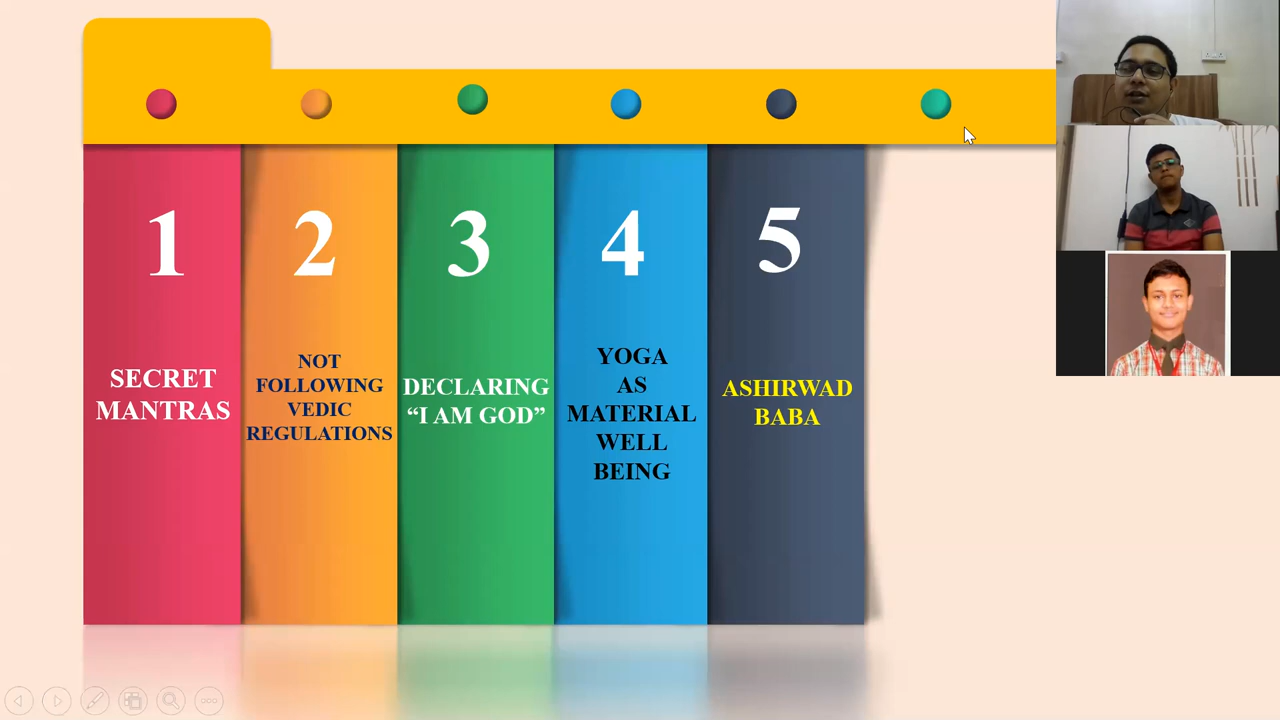 1
SECRET
MANTRAS
2
NOT
FOLLOWING
VEDIC
REGULATIONS
3
DECLARING
“I AM GOD”
4
YOGA
AS
MATERIAL
WELL
BEING
5
ASHIRWAD
BABA